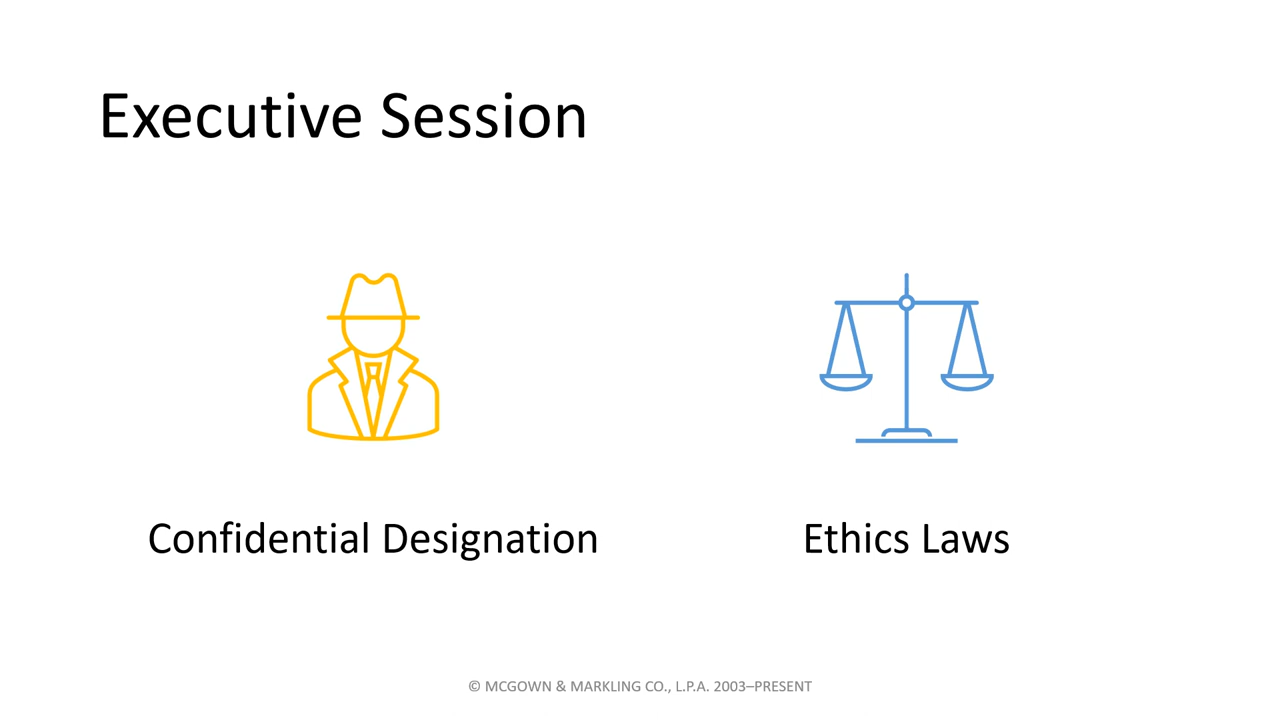 Executive Session
Confidential Designation
Ethics Laws
© MCGOWN & MARKLING CO., L.P.A. 2003–PRESENT